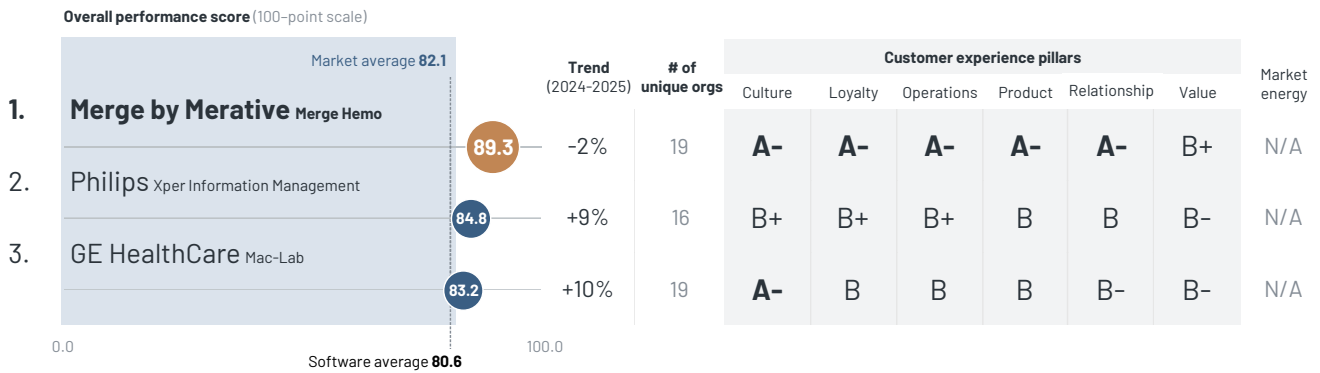 Overall performance score (100-point scale)
Market average 82.1
Trend
(2024-2025)
# of
unique orgs
Customer experience pillars
Culture Loyalty Operations Product Relationship Value
Market
energy
1. Merge by Merative Merge Hemo
89.3 -2% 19 A- A- A- A- A- B+ N/A
2. Philips Xper Information Management
84.8 +9% 16 B+ B+ B+ B B B- N/A
3. GE HealthCare Mac-Lab
83.2 +10% 19 A- B B B B- B- N/A
0.0 100.0
Software average 80.6